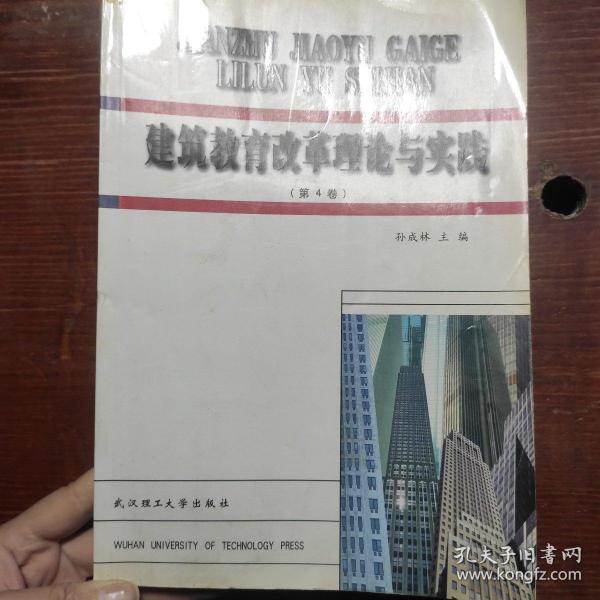 JIANZHU JIAOYU GAIGE
LILUN YU SHIJIAN
建筑教育改革理论与实践
(第4卷)
孙成林 主 编
武汉理工大学出版社
WUHAN UNIVERSITY OF TECHNOLOGY PRESS
孔夫子旧书网
www.kongfz.com